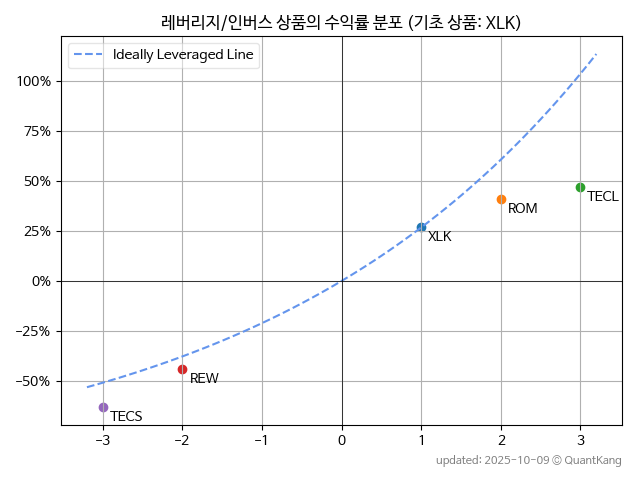 레버리지/인버스 상품의 수익률 분포 (기초 상품: XLK)
Ideally Leveraged Line
100%
75%
50%
25%
0%
−25%
−50%
XLK
ROM
TECL
REW
TECS
−3
−2
−1
0
1
2
3
updated: 2025-10-09 © QuantKang